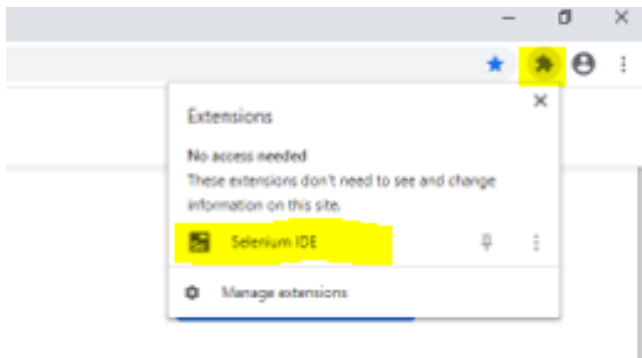 Extensions
No access needed
These extensions don't need to see and change
information on this site.
Selenium IDE
Manage extensions